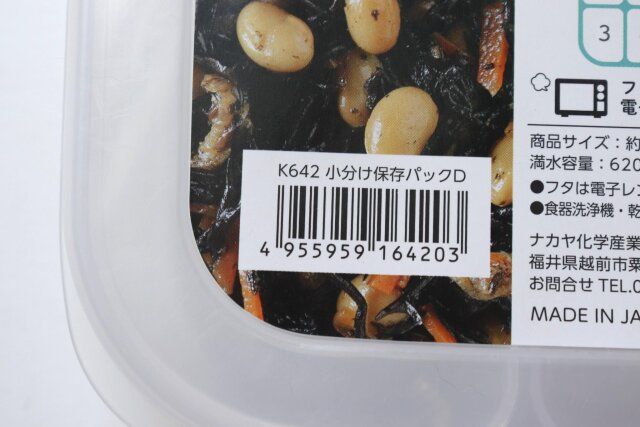 3
フ
電
K642 小分け保存パックD
4 955959 164203
商品サイズ：約
満水容量：620
●フタは電子レン
●食器洗浄機・乾
ナカヤ化学産業
福井県越前市粟
お問合せ TEL.0
MADE IN JA